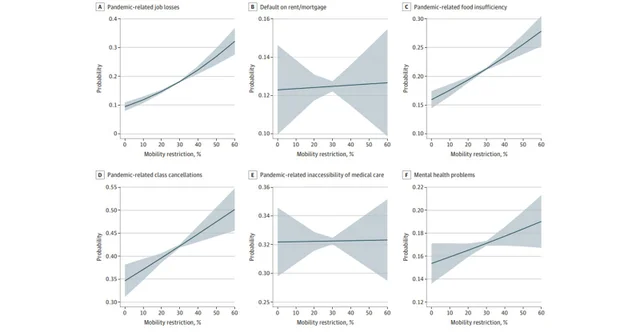 A Pandemic-related job losses
0.4
0.3
0.2
0.1
0
Probability
0 10 20 30 40 50 60
Mobility restriction, %
B Default on rent/mortgage
0.16
0.14
0.12
0.10
Probability
0 10 20 30 40 50 60
Mobility restriction, %
C Pandemic-related food insufficiency
0.30
0.25
0.20
0.15
0.10
Probability
0 10 20 30 40 50 60
Mobility restriction, %
D Pandemic-related class cancellations
0.55
0.50
0.45
0.40
0.35
0.30
Probability
0 10 20 30 40 50 60
Mobility restriction, %
E Pandemic-related inaccessibility of medical care
0.36
0.34
0.32
0.30
0.25
Probability
0 10 20 30 40 50 60
Mobility restriction, %
F Mental health problems
0.22
0.20
0.18
0.16
0.14
0.12
Probability
0 10 20 30 40 50 60
Mobility restriction, %